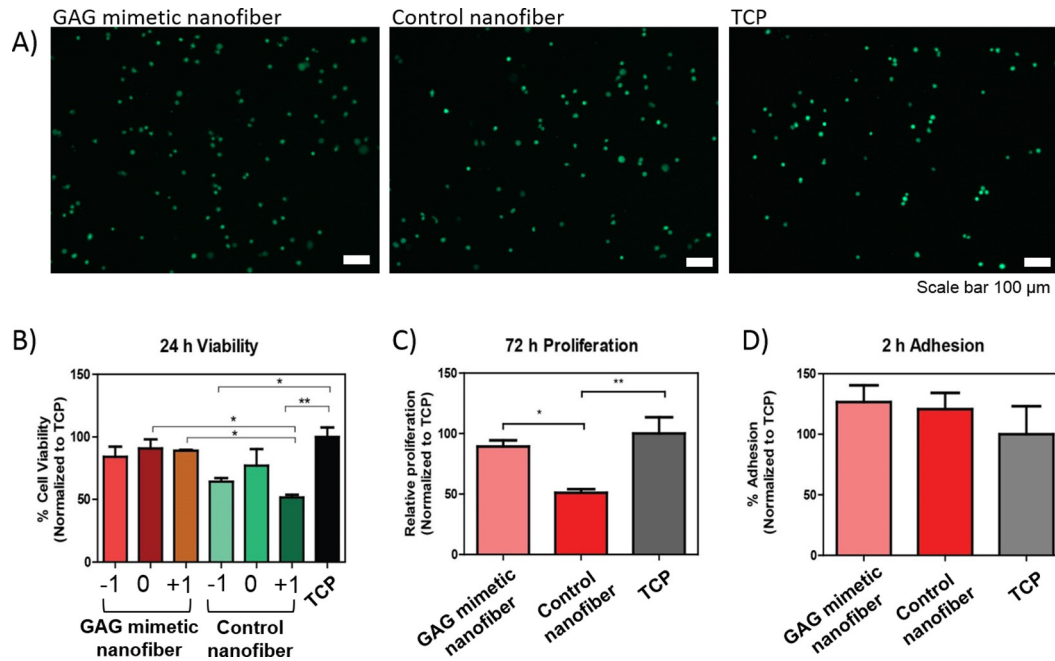 GAG mimetic nanofiber
Control nanofiber
TCP
A)
Scale bar 100 μm
B)
24 h Viability
% Cell Viability
(Normalized to TCP)
150
100
50
0
*
**
*
*
-1
0
+1
-1
0
+1
TCP
GAG mimetic
nanofiber
Control
nanofiber
C)
72 h Proliferation
Relative proliferation
(Normalized to TCP)
150
100
50
0
**
*
GAG mimetic
nanofiber
Control
nanofiber
TCP
D)
2 h Adhesion
% Adhesion
(Normalized to TCP)
150
100
50
0
GAG mimetic
nanofiber
Control
nanofiber
TCP